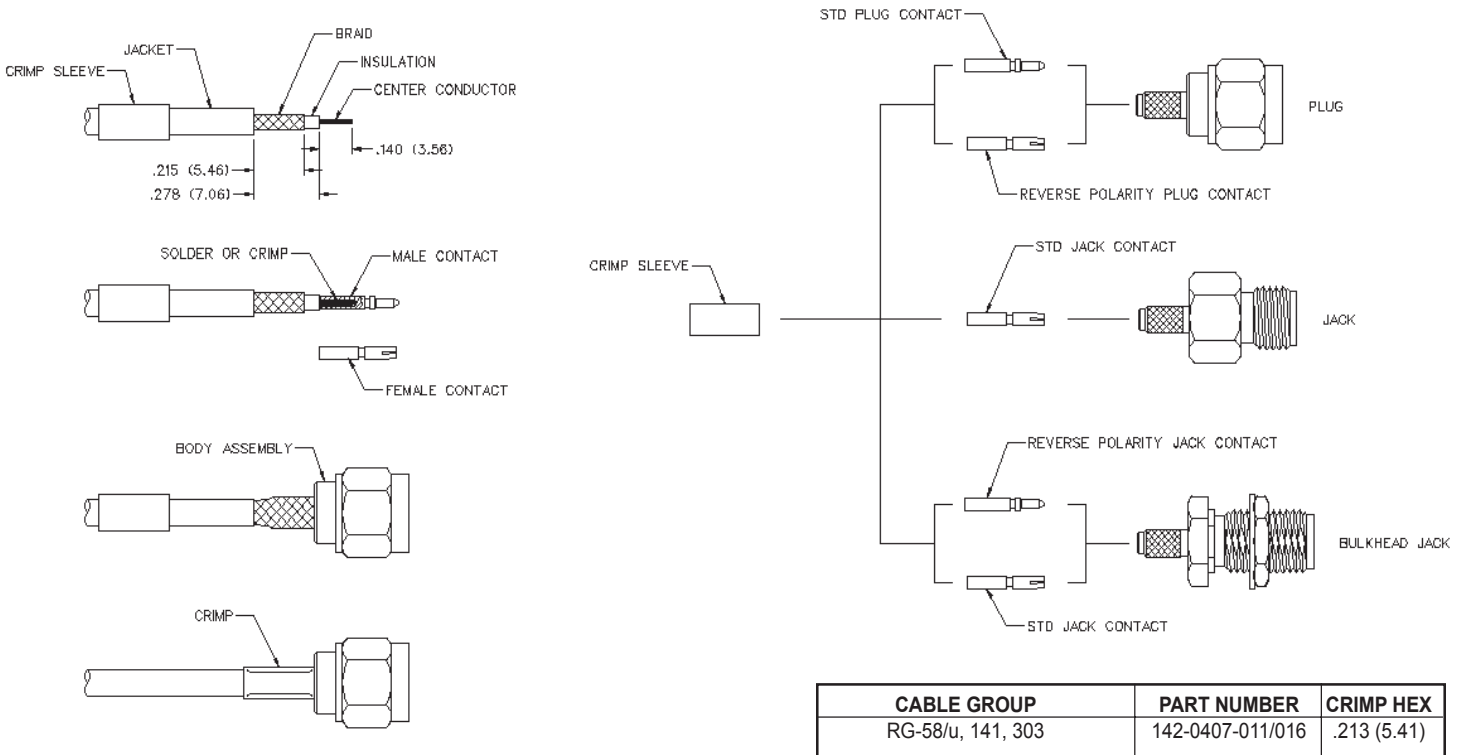 CRIMP SLEEVE
JACKET
BRAID
INSULATION
CENTER CONDUCTOR
.140 (3.56)
.215 (5.46)
.278 (7.06)
SOLDER OR CRIMP
MALE CONTACT
FEMALE CONTACT
BODY ASSEMBLY
CRIMP
STD PLUG CONTACT
PLUG
REVERSE POLARITY PLUG CONTACT
CRIMP SLEEVE
STD JACK CONTACT
JACK
REVERSE POLARITY JACK CONTACT
BULKHEAD JACK
STD JACK CONTACT
CABLE GROUP PART NUMBER CRIMP HEX
RG-58/u, 141, 303 142-0407-011/016 .213 (5.41)